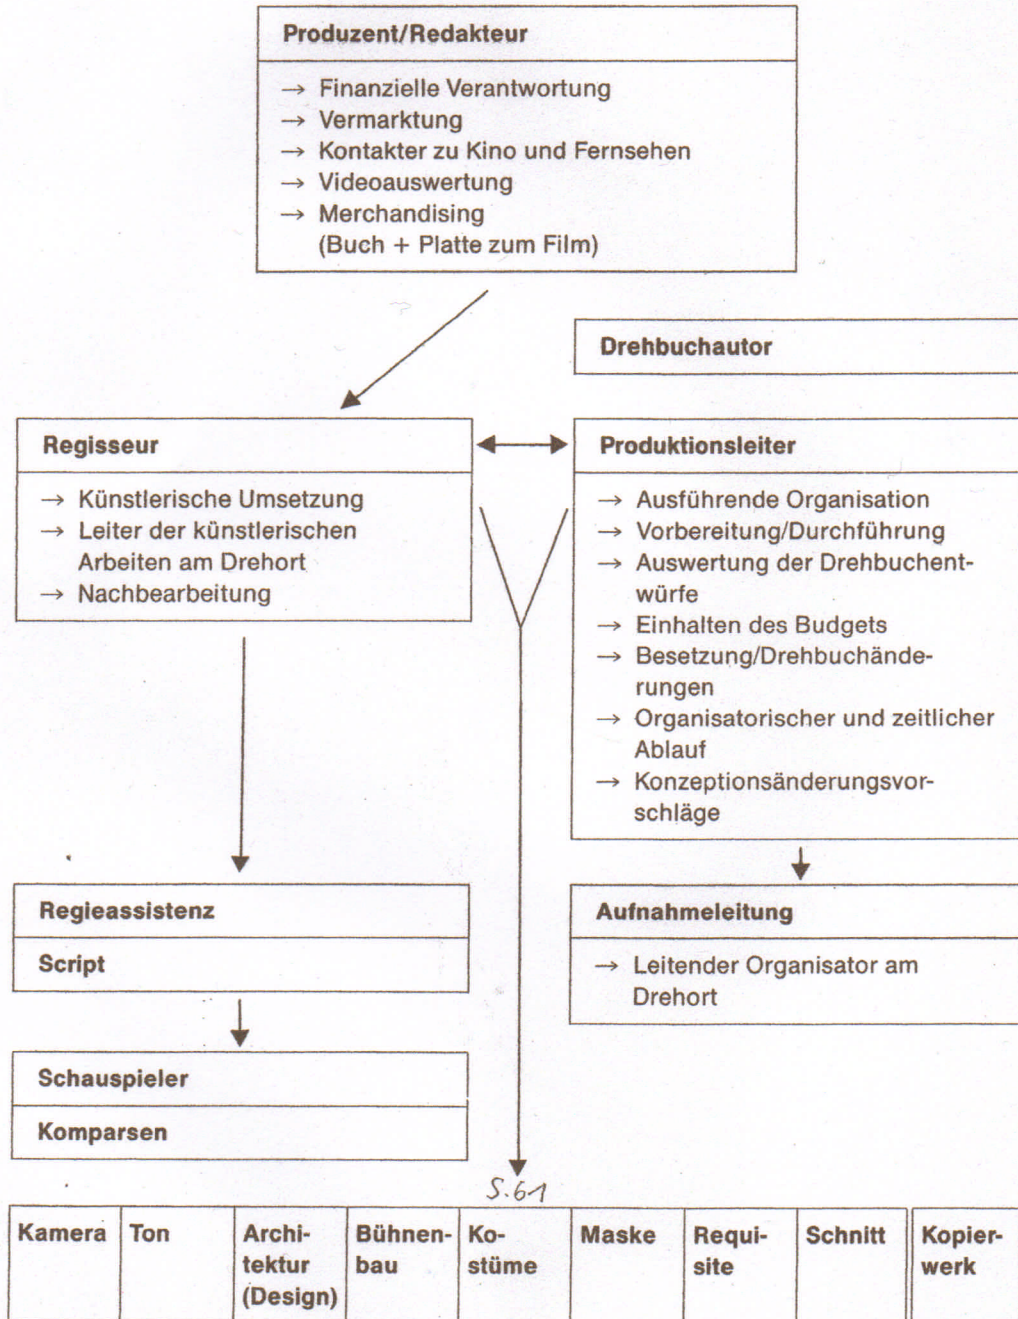 Produzent/Redakteur
→ Finanzielle Verantwortung
→ Vermarktung
→ Kontakter zu Kino und Fernsehen
→ Videoauswertung
→ Merchandising
(Buch + Platte zum Film)
Drehbuchautor
Regisseur
→ Künstlerische Umsetzung
→ Leiter der künstlerischen
Arbeiten am Drehort
→ Nachbearbeitung
Produktionsleiter
→ Ausführende Organisation
→ Vorbereitung/Durchführung
→ Auswertung der Drehbuchent-
würfe
→ Einhalten des Budgets
→ Besetzung/Drehbuchände-
rungen
→ Organisatorischer und zeitlicher
Ablauf
→ Konzeptionsänderungsvor-
schläge
Regieassistenz
Script
Aufnahmeleitung
→ Leitender Organisator am
Drehort
Schauspieler
Komparsen
S.61
Kamera
Ton
Archi-
tektur
(Design)
Bühnen-
bau
Ko-
stüme
Maske
Requi-
site
Schnitt
Kopier-
werk